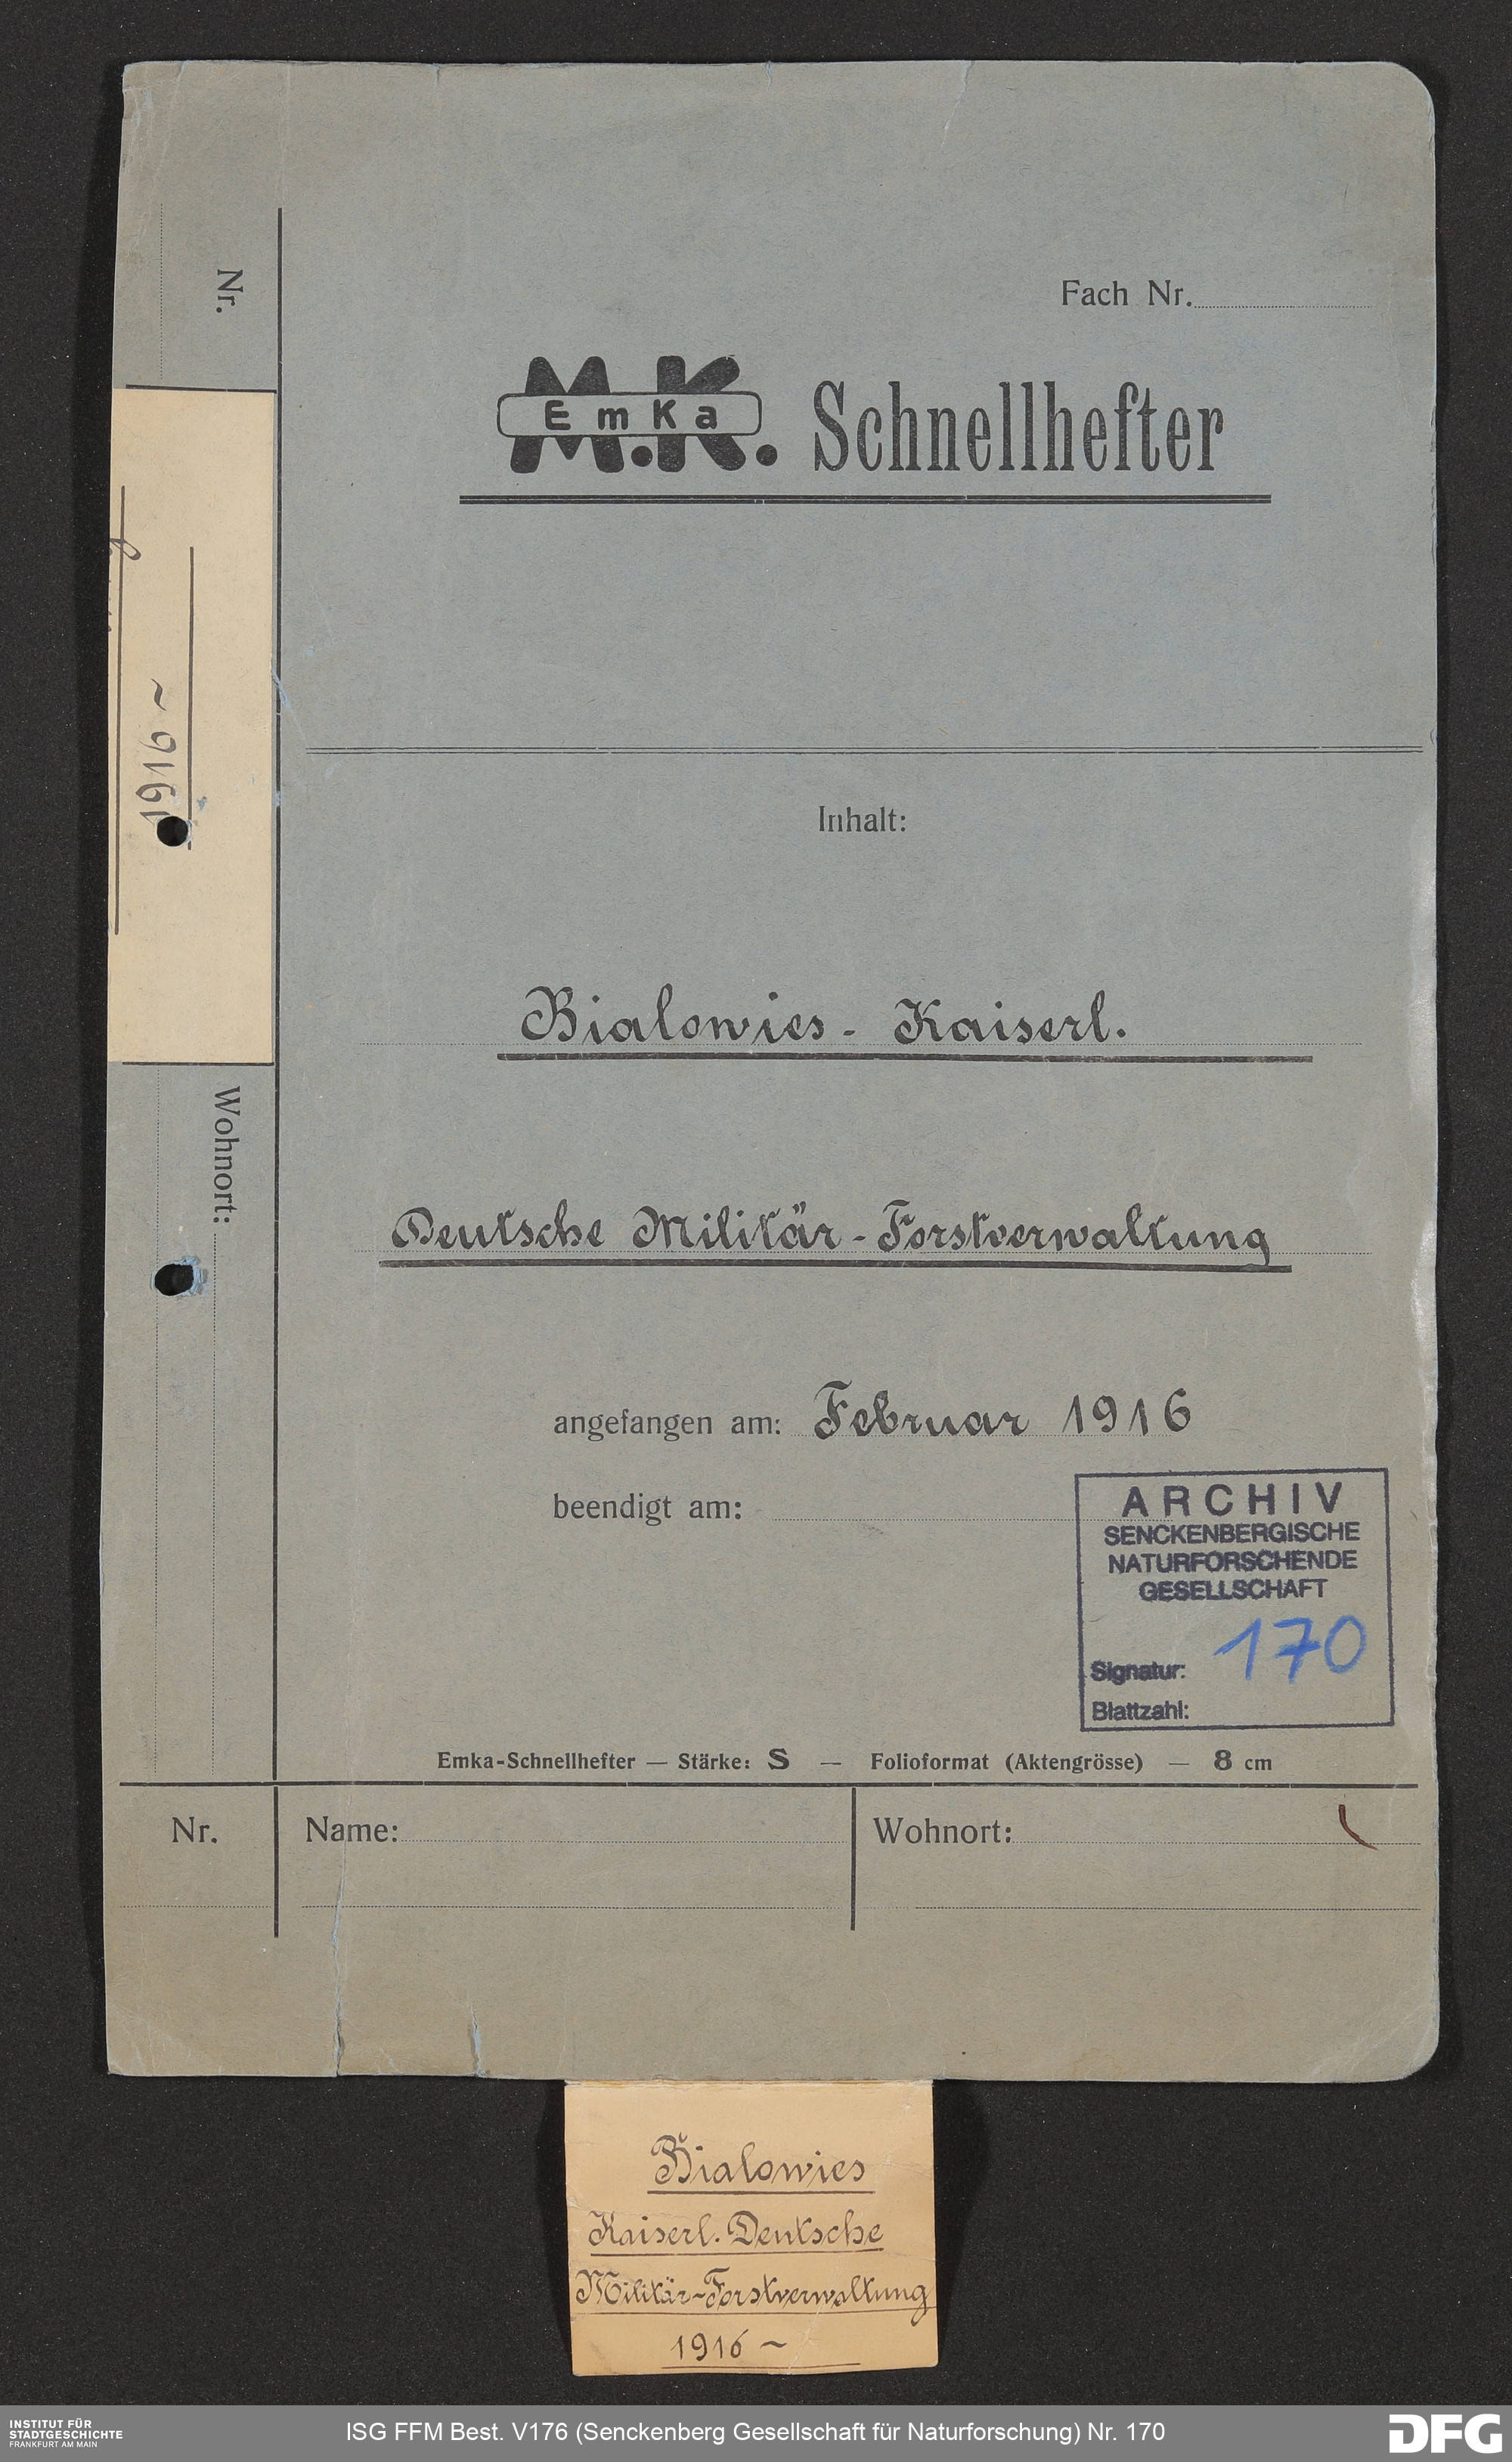 Nr.
Fach Nr.
M.K.
EmKa
Schnellhefter
1916 ~
Inhalt:
Bialowies - Kaiserl.
Wohnort:
Deutsche Militär-Forstverwaltung
angefangen am: Februar 1916
beendigt am:
ARCHIV
SENCKENBERGISCHE
NATURFORSCHENDE
GESELLSCHAFT
Signatur: 170
Blattzahl:
Emka-Schnellhefter — Stärke: S — Folioformat (Aktengrösse) — 8 cm
Nr. Name: Wohnort:
Bialowies
Kaiserl. Deutsche
Militär-Forstverwaltung
1916 ~
INSTITUT FÜR
STADTGESCHICHTE
FRANKFURT AM MAIN
ISG FFM Best. V176 (Senckenberg Gesellschaft für Naturforschung) Nr. 170
DFG